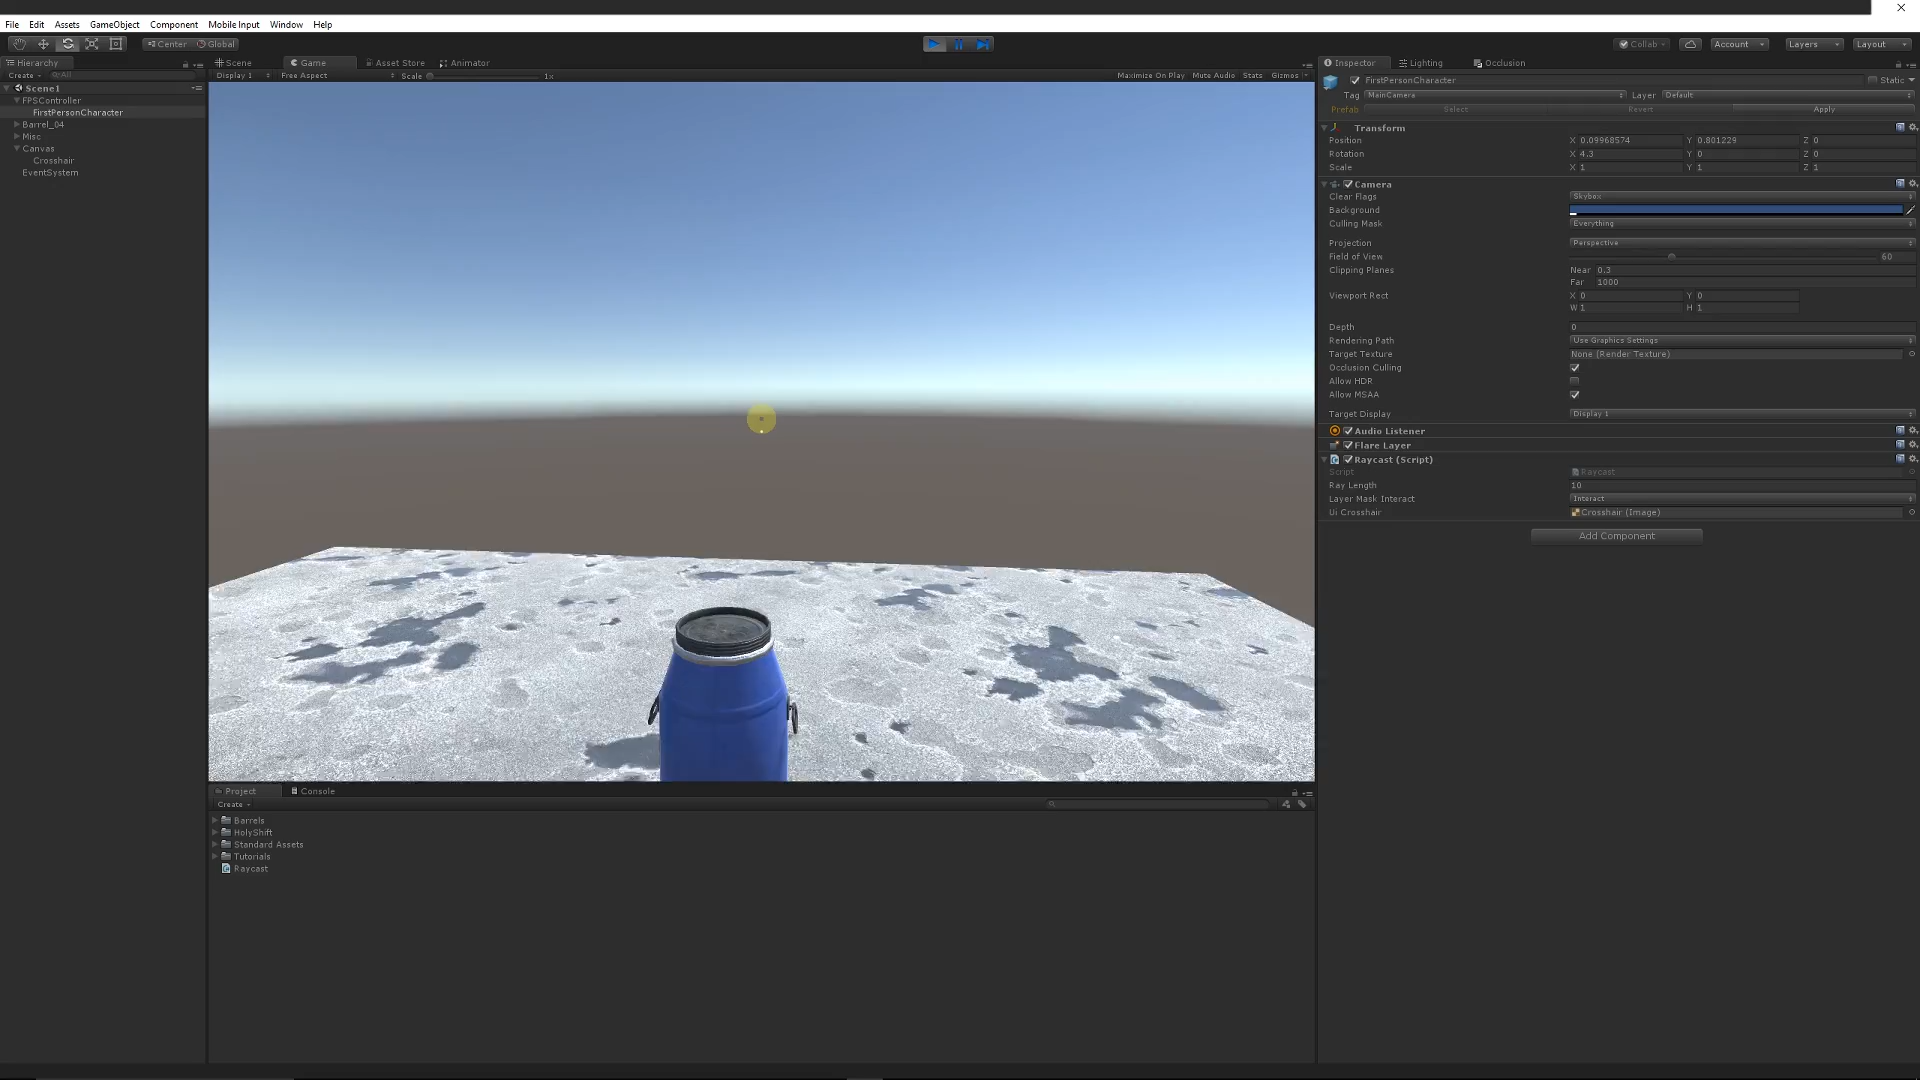 File Edit Assets GameObject Component Mobile Input Window Help
Center Global Collab Account Layers Layout
Hierarchy
Create All
Scene1
FPSController
FirstPersonCharacter
Barrel_04
Misc
Canvas
Crosshair
EventSystem
Scene Game Asset Store Animator
Display 1 Free Aspect Scale 1x Maximize On Play Mute Audio Stats Gizmos
Project Console
Create
Barrels
HolyShift
Standard Assets
Tutorials
Raycast
Inspector Lighting Occlusion
FirstPersonCharacter Static
Tag MainCamera Layer Default
Prefab Select Revert Apply
Transform
Position X 0.09968574 Y 0.801229 Z 0
Rotation X 4.3 Y 0 Z 0
Scale X 1 Y 1 Z 1
Camera
Clear Flags Skybox
Background
Culling Mask Everything
Projection Perspective
Field of View 60
Clipping Planes Near 0.3
Far 1000
Viewport Rect X 0 Y 0
W 1 H 1
Depth 0
Rendering Path Use Graphics Settings
Target Texture None (Render Texture)
Occlusion Culling
Allow HDR
Allow MSAA
Target Display Display 1
Audio Listener
Flare Layer
Raycast (Script)
Script Raycast
Ray Length 10
Layer Mask Interact Interact
Ui Crosshair Crosshair (Image)
Add Component